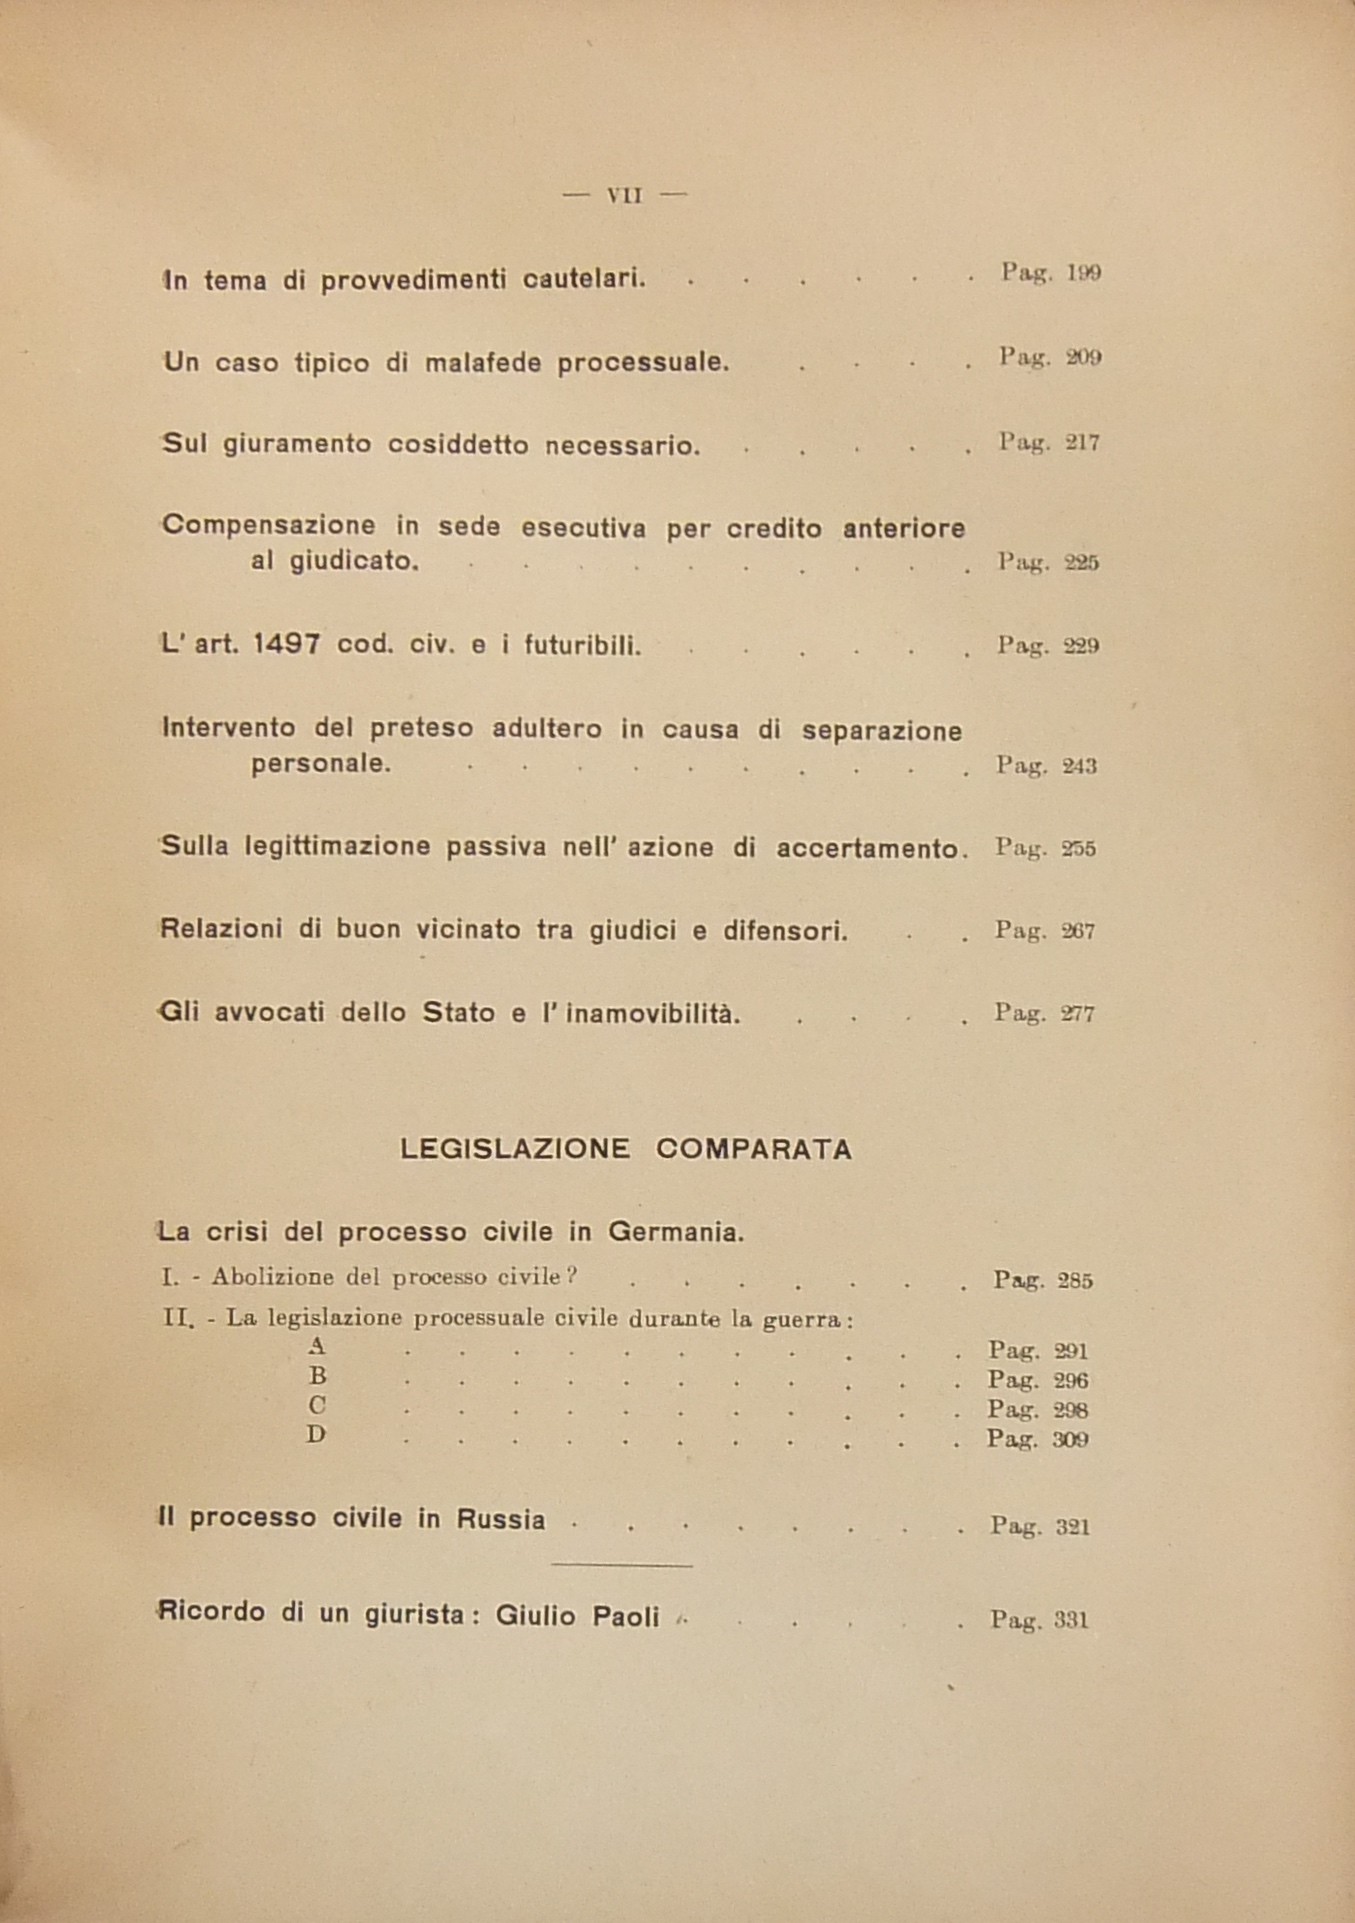 — VII —
In tema di provvedimenti cautelari. . . . . . . Pag. 199
Un caso tipico di malafede processuale. . . . . Pag. 209
Sul giuramento cosiddetto necessario. . . . . . Pag. 217
Compensazione in sede esecutiva per credito anteriore
al giudicato. . . . . . . . . . . Pag. 225
L' art. 1497 cod. civ. e i futuribili. . . . . . . Pag. 229
Intervento del preteso adultero in causa di separazione
personale. . . . . . . . . . . Pag. 243
Sulla legittimazione passiva nell' azione di accertamento. Pag. 255
Relazioni di buon vicinato tra giudici e difensori. . . Pag. 267
Gli avvocati dello Stato e l' inamovibilità. . . . . Pag. 277
LEGISLAZIONE COMPARATA
La crisi del processo civile in Germania.
I. - Abolizione del processo civile ? . . . . . . . Pag. 285
II. - La legislazione processuale civile durante la guerra :
A . . . . . . . . . . . Pag. 291
B . . . . . . . . . . . Pag. 296
C . . . . . . . . . . . Pag. 298
D . . . . . . . . . . . Pag. 309
Il processo civile in Russia . . . . . . . . Pag. 321
Ricordo di un giurista : Giulio Paoli . . . . . . Pag. 331